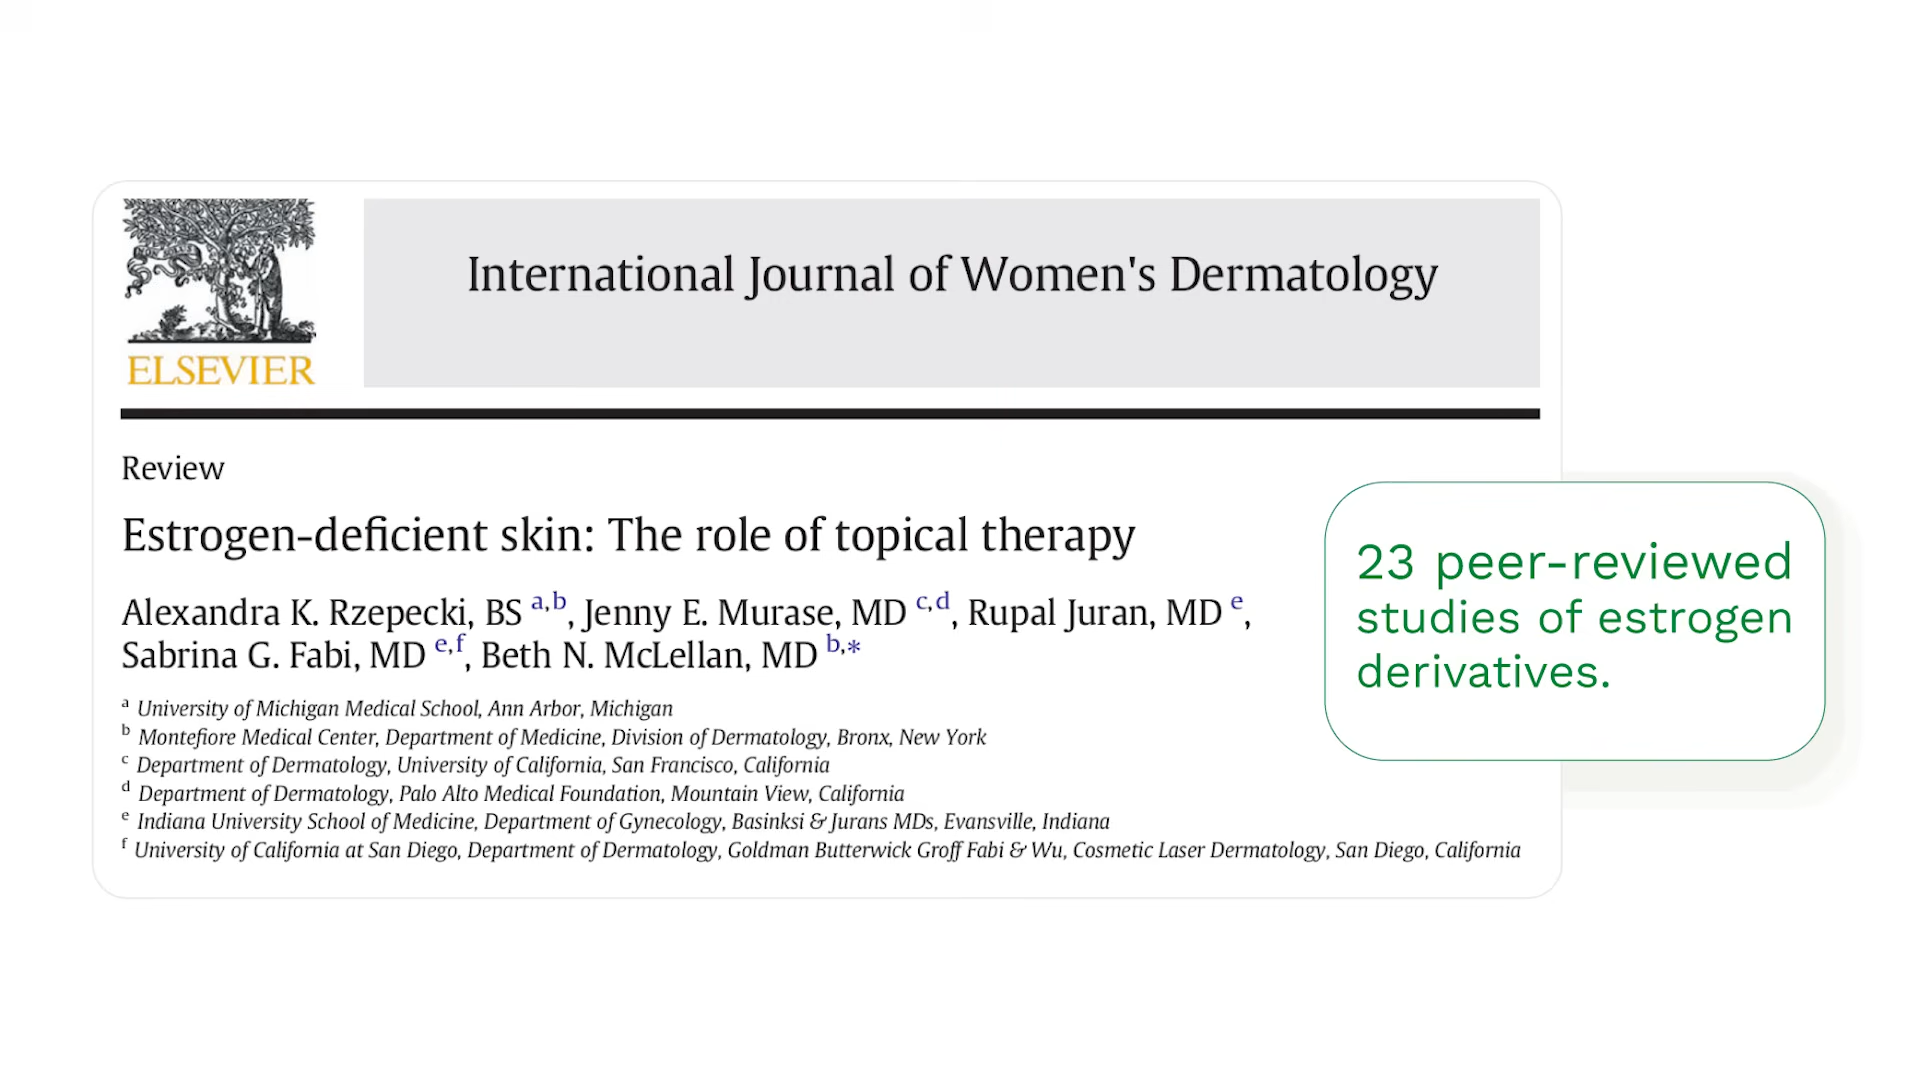 ELSEVIER
International Journal of Women's Dermatology
Review
Estrogen-deficient skin: The role of topical therapy
Alexandra K. Rzepecki, BS a,b, Jenny E. Murase, MD c,d, Rupal Juran, MD e,
Sabrina G. Fabi, MD e,f, Beth N. McLellan, MD b,*
a University of Michigan Medical School, Ann Arbor, Michigan
b Montefiore Medical Center, Department of Medicine, Division of Dermatology, Bronx, New York
c Department of Dermatology, University of California, San Francisco, California
d Department of Dermatology, Palo Alto Medical Foundation, Mountain View, California
e Indiana University School of Medicine, Department of Gynecology, Basinksi & Jurans MDs, Evansville, Indiana
f University of California at San Diego, Department of Dermatology, Goldman Butterwick Groff Fabi & Wu, Cosmetic Laser Dermatology, San Diego, California
23 peer-reviewed
studies of estrogen
derivatives.